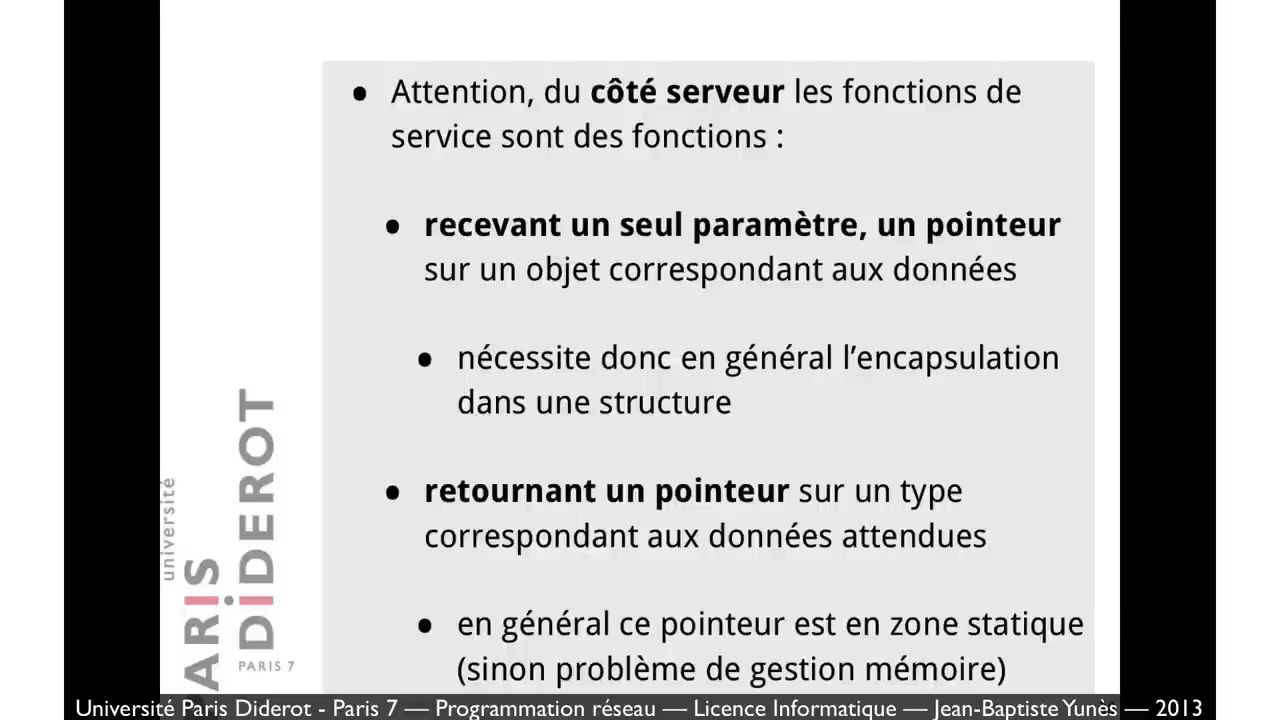 • Attention, du côté serveur les fonctions de
service sont des fonctions :
• recevant un seul paramètre, un pointeur
sur un objet correspondant aux données
• nécessite donc en général l’encapsulation
dans une structure
• retournant un pointeur sur un type
correspondant aux données attendues
• en général ce pointeur est en zone statique
(sinon problème de gestion mémoire)
université
ARiS
DiDEROT
PARIS 7
Université Paris Diderot - Paris 7 — Programmation réseau — Licence Informatique — Jean-Baptiste Yunès — 2013